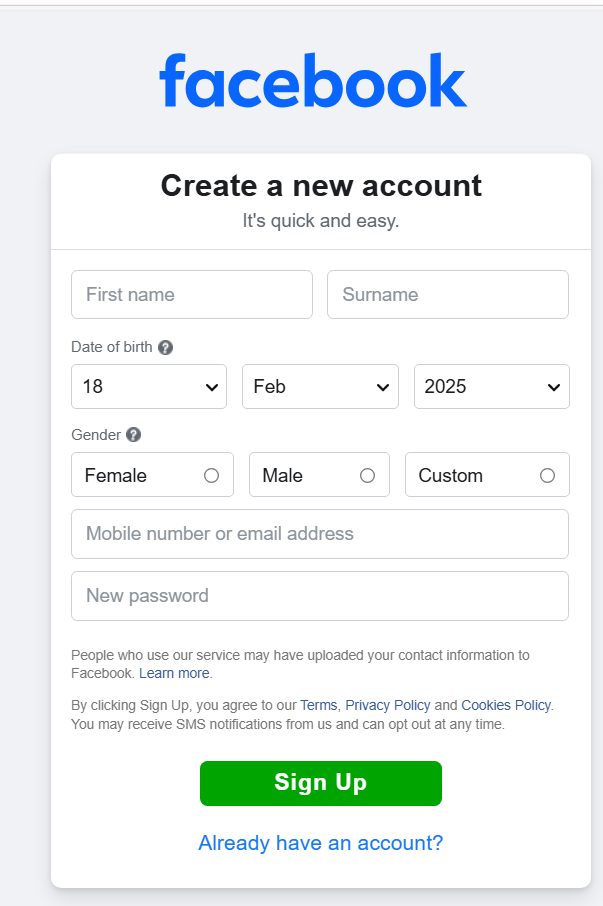 facebook
Create a new account
It's quick and easy.
First name Surname
Date of birth ?
18 Feb 2025
Gender ?
Female Male Custom
Mobile number or email address
New password
People who use our service may have uploaded your contact information to
Facebook. Learn more.
By clicking Sign Up, you agree to our Terms, Privacy Policy and Cookies Policy.
You may receive SMS notifications from us and can opt out at any time.
Sign Up
Already have an account?